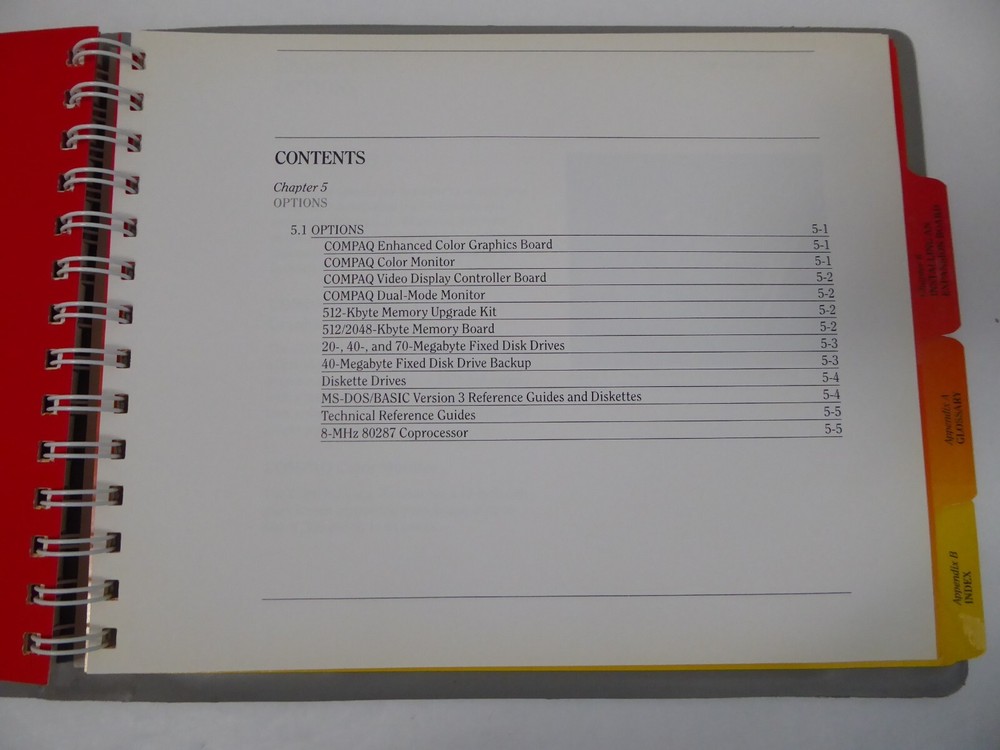 CONTENTS
Chapter 5
OPTIONS
5.1 OPTIONS 5-1
COMPAQ Enhanced Color Graphics Board 5-1
COMPAQ Color Monitor 5-1
COMPAQ Video Display Controller Board 5-2
COMPAQ Dual-Mode Monitor 5-2
512-Kbyte Memory Upgrade Kit 5-2
512/2048-Kbyte Memory Board 5-2
20-, 40-, and 70-Megabyte Fixed Disk Drives 5-3
40-Megabyte Fixed Disk Drive Backup 5-3
Diskette Drives 5-4
MS-DOS/BASIC Version 3 Reference Guides and Diskettes 5-4
Technical Reference Guides 5-5
8-MHz 80287 Coprocessor 5-5
INSTALLING AN
EXPANSION BOARD
Appendix A
GLOSSARY
Appendix B
INDEX